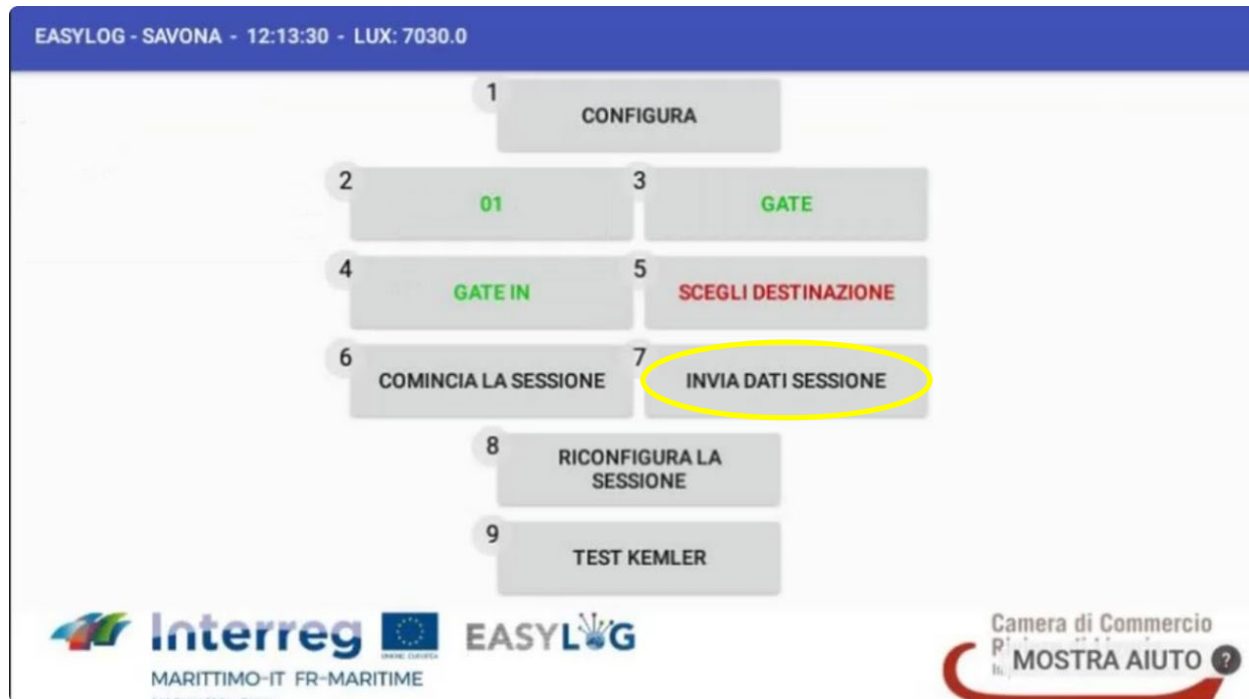 EASYLOG - SAVONA - 12:13:30 - LUX: 7030.0
1
CONFIGURA
2
01
3
GATE
4
GATE IN
5
SCEGLI DESTINAZIONE
6
COMINCIA LA SESSIONE
7
INVIA DATI SESSIONE
8
RICONFIGURA LA
SESSIONE
9
TEST KEMLER
Interreg
UNIONE EUROPEA
MARITTIMO-IT FR-MARITIME
EASYLOG
Camera di Commercio
MOSTRA AIUTO ?